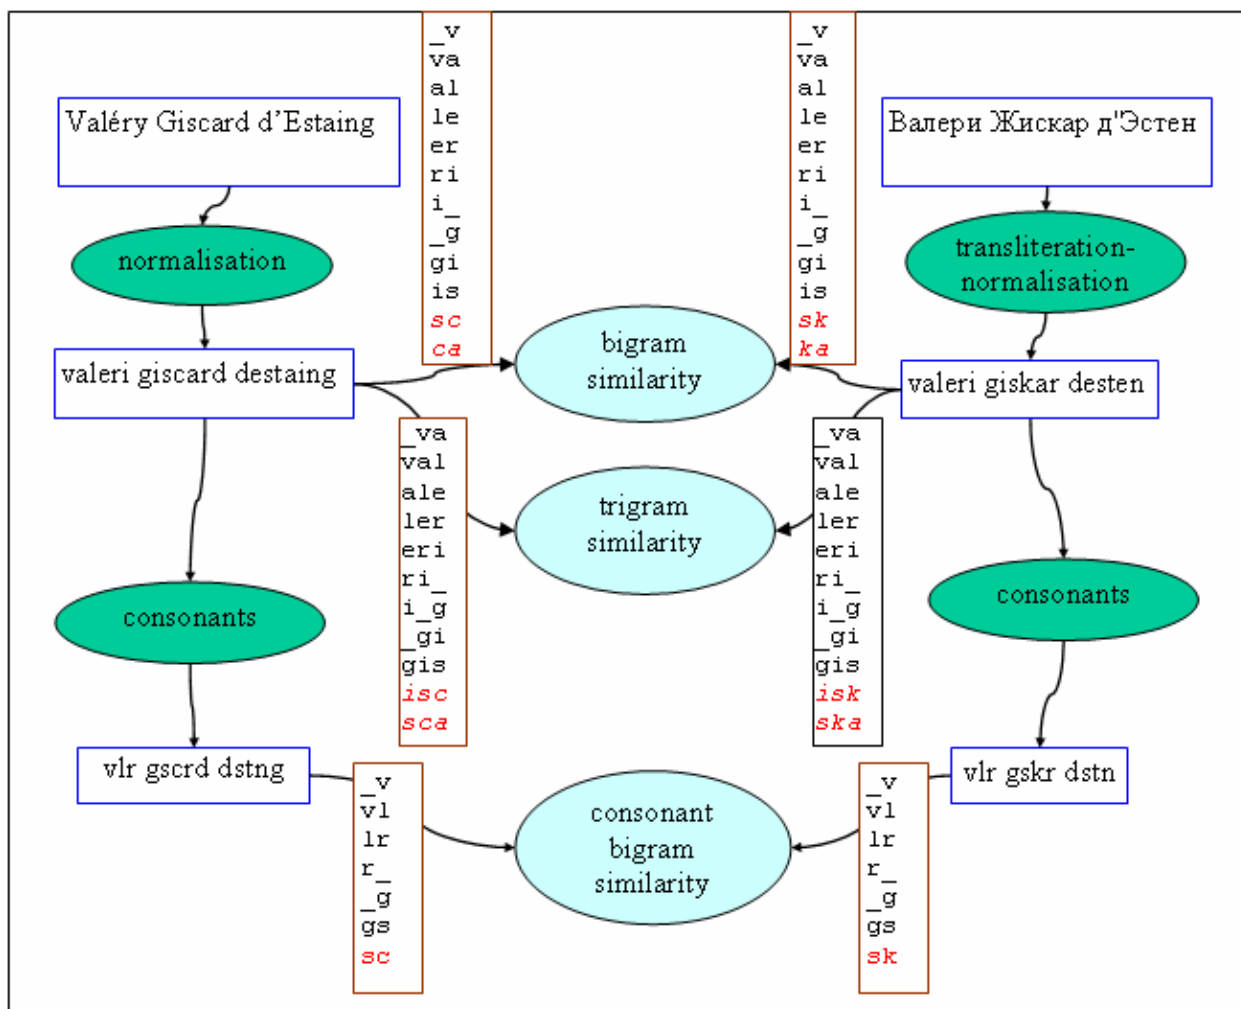 Valéry Giscard d'Estaing
normalisation
valeri giscard destaing
consonants
vlr gscrd dstng
_v
va
al
le
er
ri
i_
_g
gi
is
sc
ca
_va
val
ale
ler
eri
ri_
i_g
_gi
gis
isc
sca
_v
vl
lr
r_
_g
gs
sc
bigram
similarity
trigram
similarity
consonant
bigram
similarity
_v
va
al
le
er
ri
i_
_g
gi
is
sk
ka
_va
val
ale
ler
eri
ri_
i_g
_gi
gis
isk
ska
_v
vl
lr
r_
_g
gs
sk
Валери Жискар д"Эстен
transliteration-
normalisation
valeri giskar desten
consonants
vlr gskr dstn